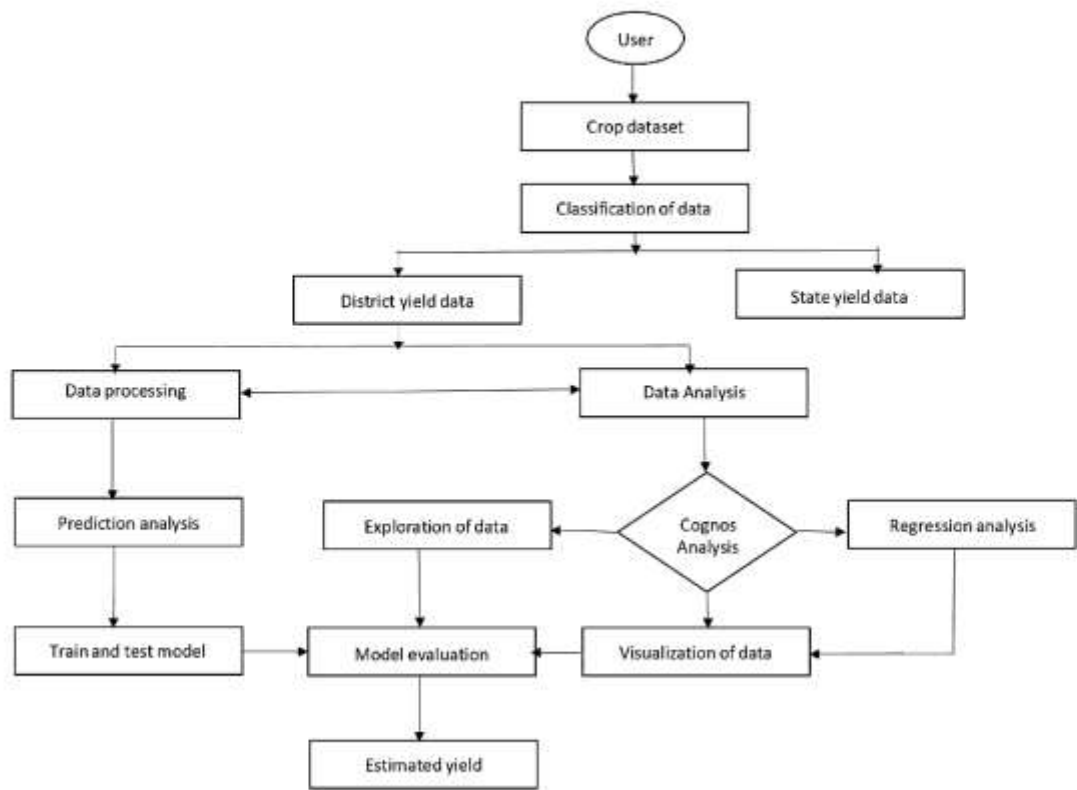 User
Crop dataset
Classification of data
District yield data
State yield data
Data processing
Data Analysis
Prediction analysis
Exploration of data
Cognos
Analysis
Regression analysis
Train and test model
Model evaluation
Visualization of data
Estimated yield